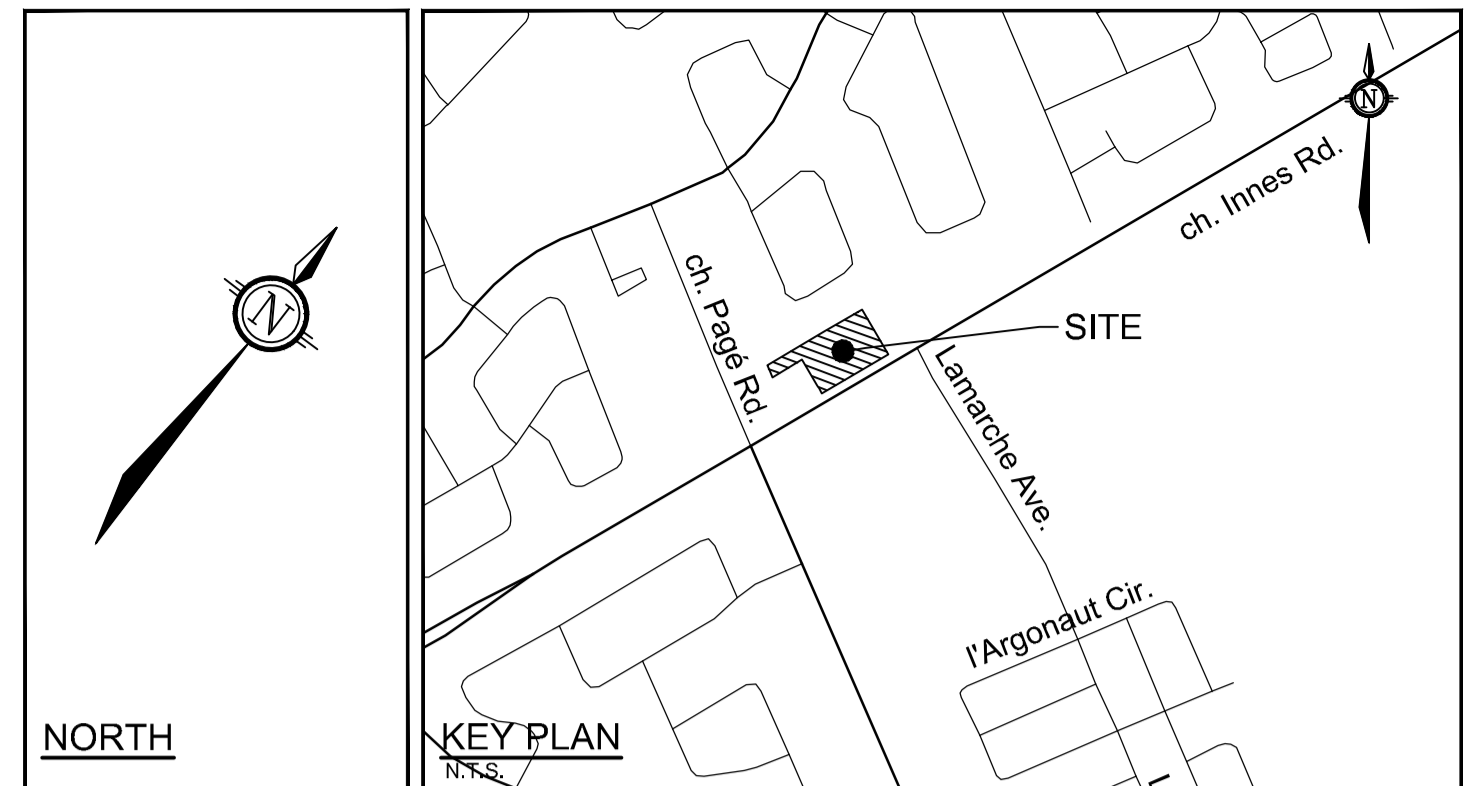 N
NORTH
N
ch. Innes Rd.
ch. Pagé Rd.
SITE
Lamarche Ave.
l'Argonaut Cir.
KEY PLAN
N.T.S.